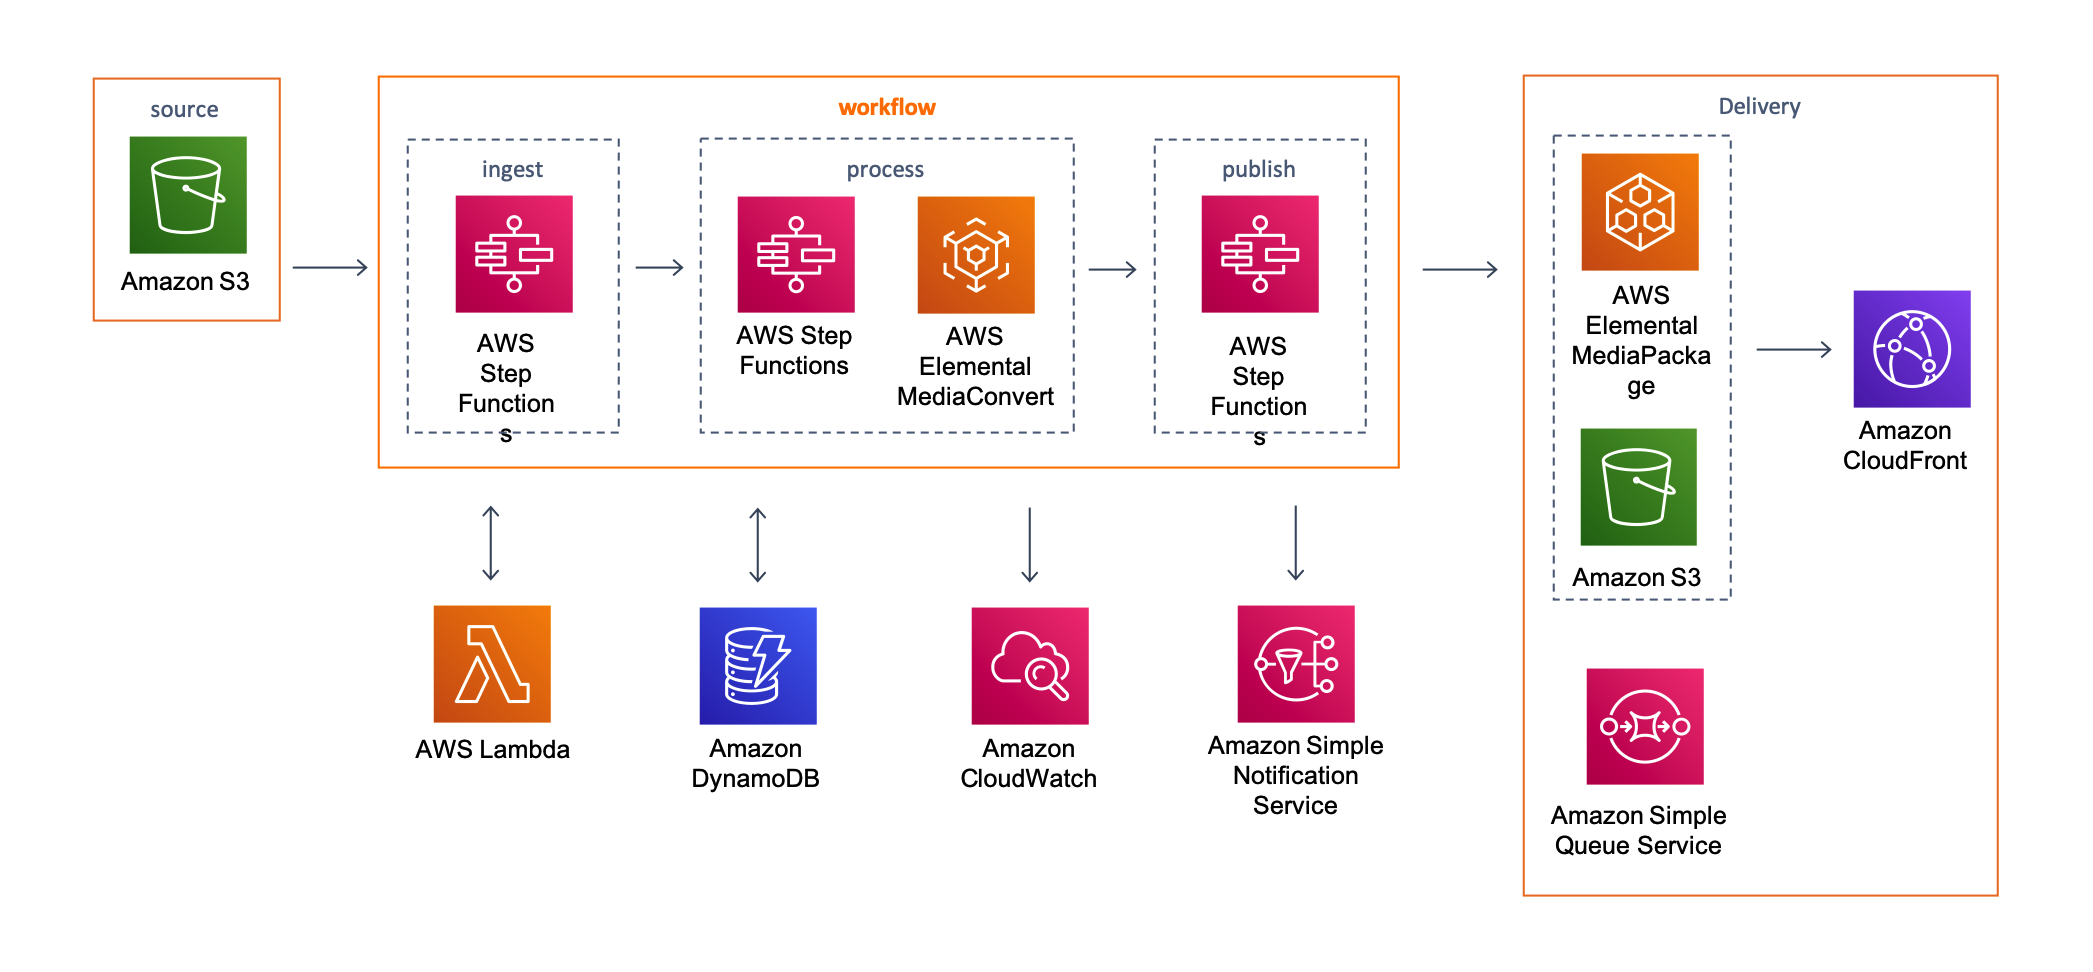 source
Amazon S3
workflow
ingest
AWS
Step
Function
s
process
AWS Step
Functions
AWS
Elemental
MediaConvert
publish
AWS
Step
Function
s
Delivery
AWS
Elemental
MediaPacka
ge
Amazon S3
Amazon
CloudFront
Amazon Simple
Queue Service
AWS Lambda
Amazon
DynamoDB
Amazon
CloudWatch
Amazon Simple
Notification
Service